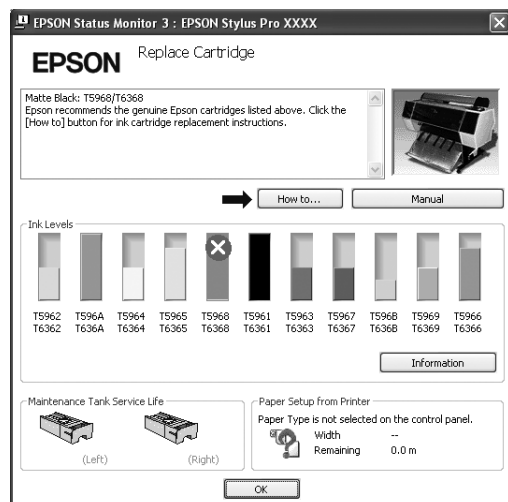 EPSON Status Monitor 3 : EPSON Stylus Pro XXXX
EPSON
Replace Cartridge
Matte Black: T5968/T6368
Epson recommends the genuine Epson cartridges listed above. Click the
[How to] button for ink cartridge replacement instructions.
How to...
Manual
Ink Levels
T5962 T596A T5964 T5965 T5968 T5961 T5963 T5967 T596B T5969 T5966
T6362 T636A T6364 T6365 T6368 T6361 T6363 T6367 T636B T6369 T6366
Information
Maintenance Tank Service Life
(Left) (Right)
Paper Setup from Printer
Paper Type is not selected on the control panel.
Width --
Remaining 0.0 m
OK